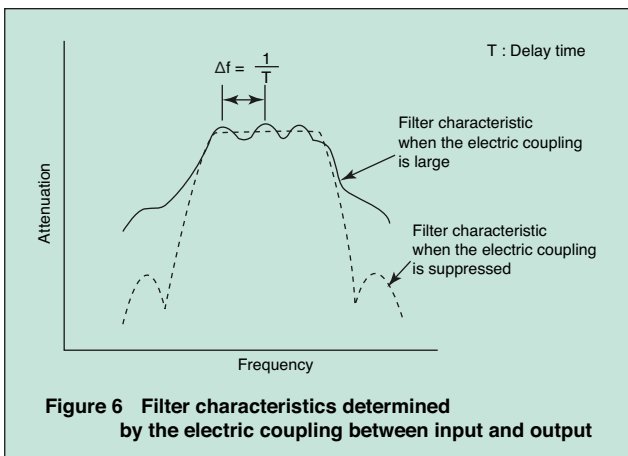 T : Delay time
Δf = 1/T
Filter characteristic
when the electric coupling
is large
Attenuation
Filter characteristic
when the electric coupling
is suppressed
Frequency
Figure 6 Filter characteristics determined
by the electric coupling between input and output